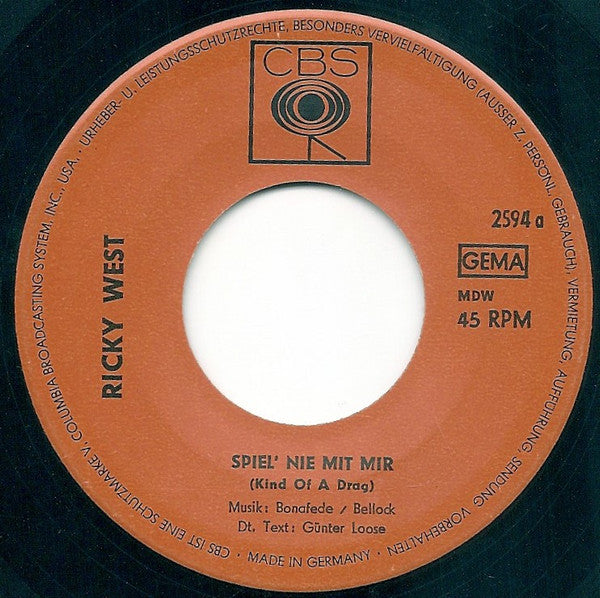 CBS
CBS IST EINE SCHUTZMARKE V. COLUMBIA BROADCASTING SYSTEM, INC., USA. · URHEBER- U. LEISTUNGSSCHUTZRECHTE, BESONDERS VERVIELFÄLTIGUNG (AUSSER Z. PERSÖNL. GEBRAUCH), VERMIETUNG, AUFFÜHRUNG, SENDUNG VORBEHALTEN
· MADE IN GERMANY ·
RICKY WEST
2594 a
GEMA
MDW
45 RPM
SPIEL' NIE MIT MIR
(Kind Of A Drag)
Musik: Bonafede / Bellock
Dt. Text: Günter Loose